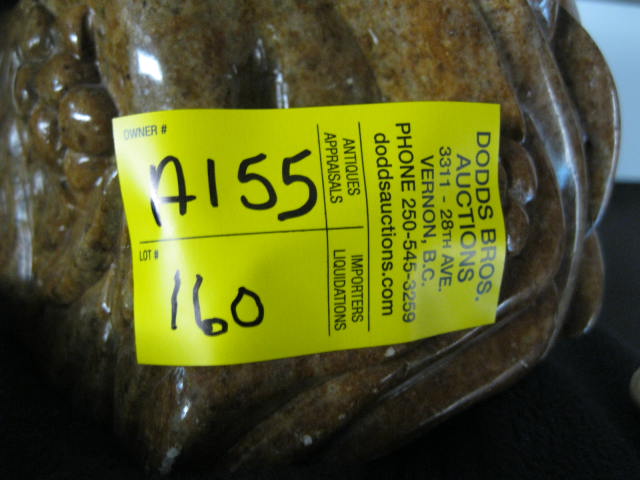 OWNER #
A155
LOT #
160
ANTIQUES
APPRAISALS
IMPORTERS
LIQUIDATIONS
DODDS BROS.
AUCTIONS
3311 - 28TH AVE.
VERNON, B.C.
PHONE 250-545-3259
doddsauctions.com